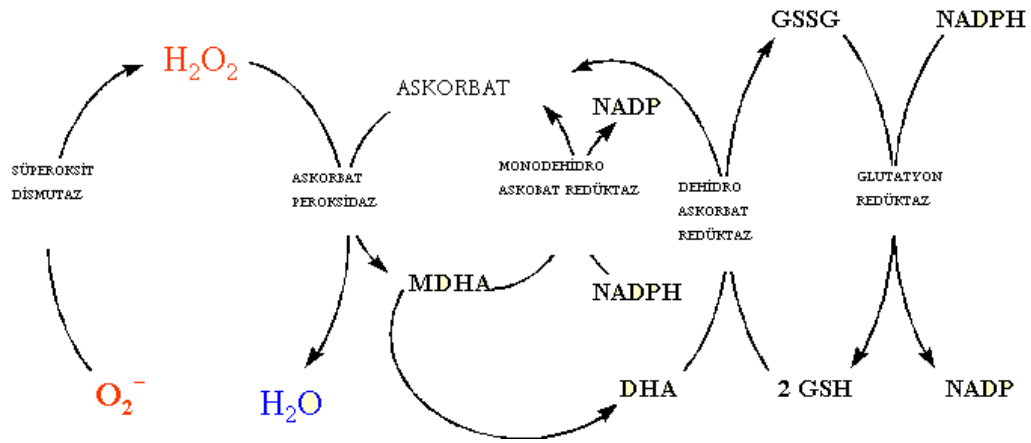 GSSG
NADPH
H2O2
ASKORBAT
NADP
SÜPEROKSİT
DİSMUTAZ
ASKORBAT
PEROKSİDAZ
MONODEHİDRO
ASKOBAT REDÜKTAZ
DEHİDRO
ASKORBAT
REDÜKTAZ
GLUTATYON
REDÜKTAZ
MDHA
NADPH
O2−
H2O
DHA
2 GSH
NADP